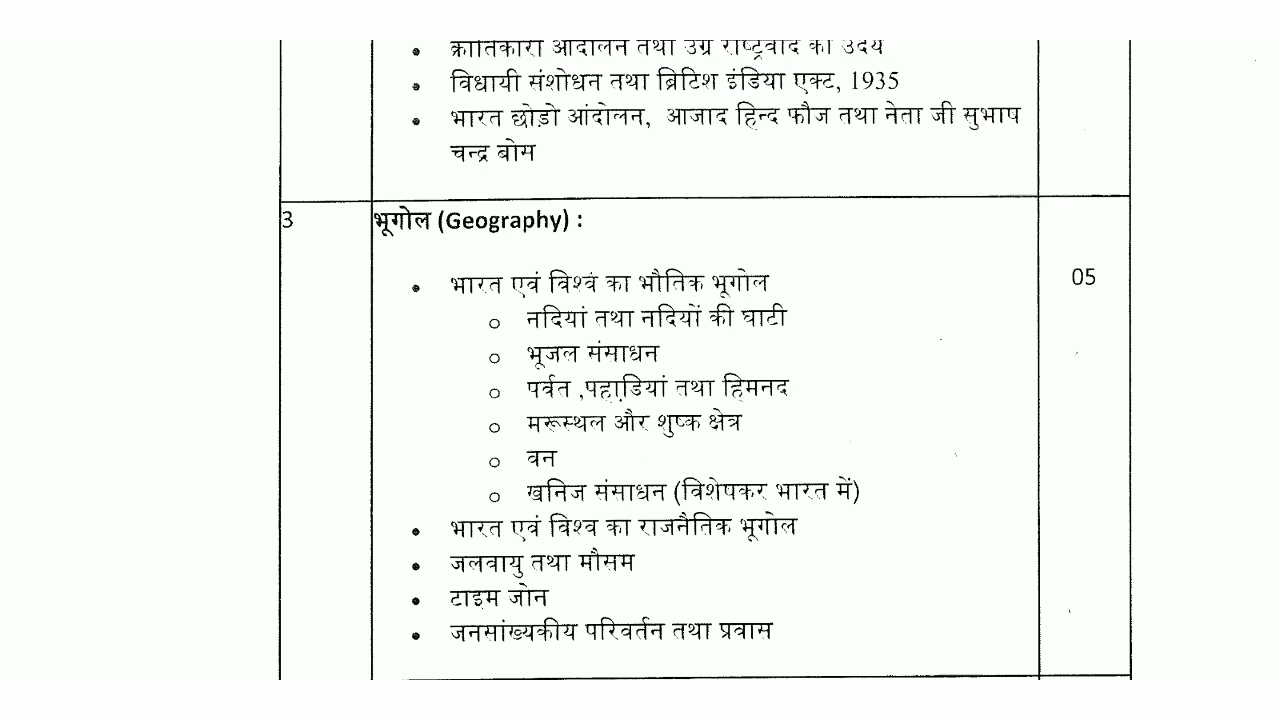 क्रांतिकारी आंदोलन तथा उग्र राष्ट्रवाद का उदय
विधायी संशोधन तथा ब्रिटिश इंडिया एक्ट, 1935
भारत छोडो आंदोलन, आजाद हिन्द फौज तथा नेता जी सुभाष
चन्द्र बोस
3 भूगोल (Geography) :
भारत एवं विश्वं का भौतिक भूगोल 05
नदियां तथा नदियों की घाटी
भूजल संसाधन
पर्वत ,पहाडियां तथा हिमनद
मरूस्थल और शुष्क क्षेत्र
वन
खनिज संसाधन (विशेषकर भारत में)
भारत एवं विश्व का राजनैतिक भूगोल
जलवायु तथा मौसम
टाइम जोन
जनसांख्यकीय परिवर्तन तथा प्रवास